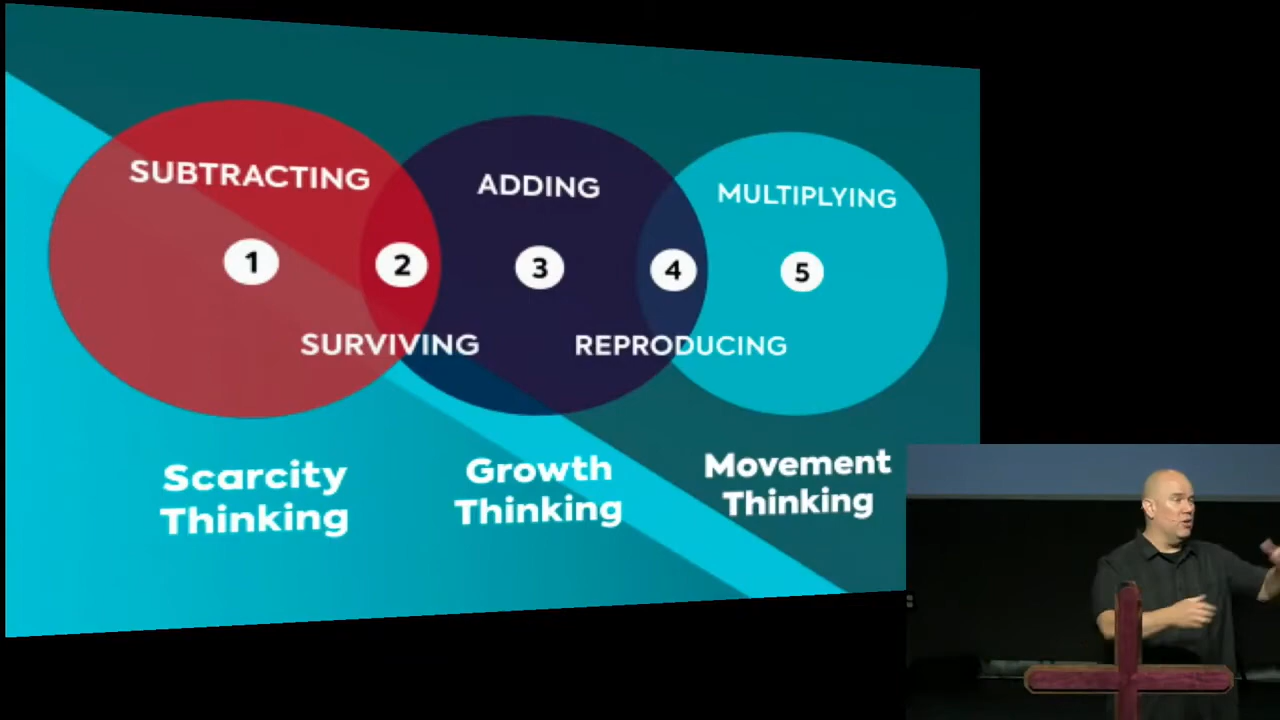 SUBTRACTING
ADDING
MULTIPLYING
1
2
3
4
5
SURVIVING
REPRODUCING
Scarcity
Thinking
Growth
Thinking
Movement
Thinking